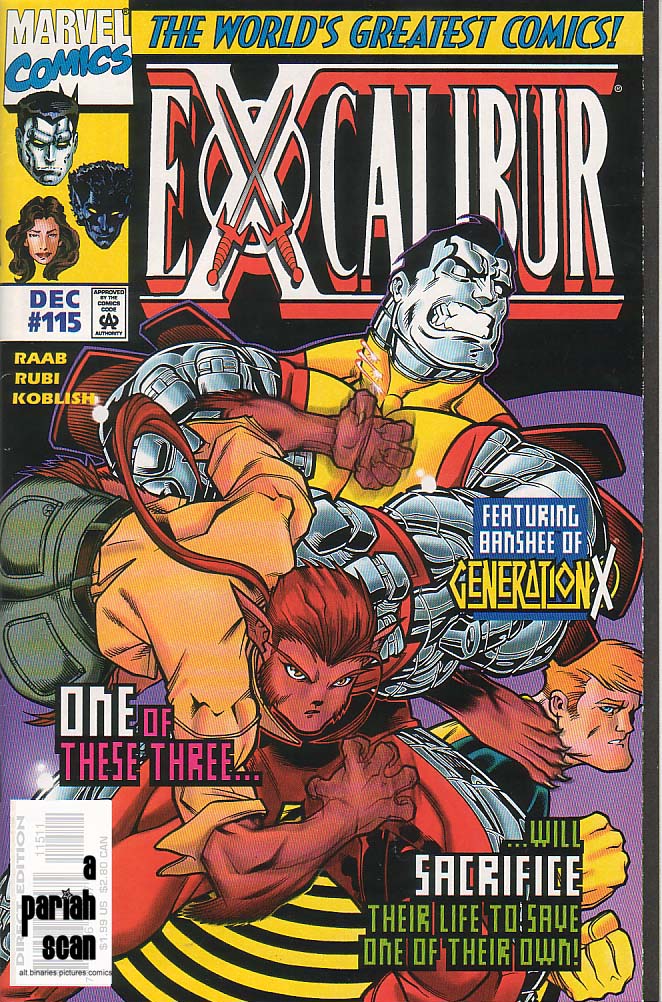 MARVEL COMICS
THE WORLD'S GREATEST COMICS!
EXCALIBUR
DEC
#115
APPROVED
BY THE
COMICS
CODE
AUTHORITY
RAAB
RUBI
KOBLISH
FEATURING
BANSHEE OF
GENERATION X
ONE OF
THESE THREE...
...WILL
SACRIFICE
THEIR LIFE TO SAVE
ONE OF THEIR OWN!
DIRECT EDITION
11511
$1.99 US $2.80 CAN
a
pariah
scan
alt.binaries.pictures.comics